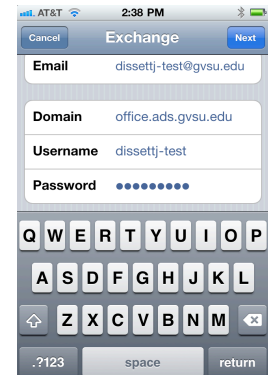 AT&T 2:38 PM
Cancel Exchange Next
Email dissettj-test@gvsu.edu
Domain office.ads.gvsu.edu
Username dissettj-test
Password ●●●●●●●●●
Q W E R T Y U I O P
A S D F G H J K L
Z X C V B N M
.?123 space return